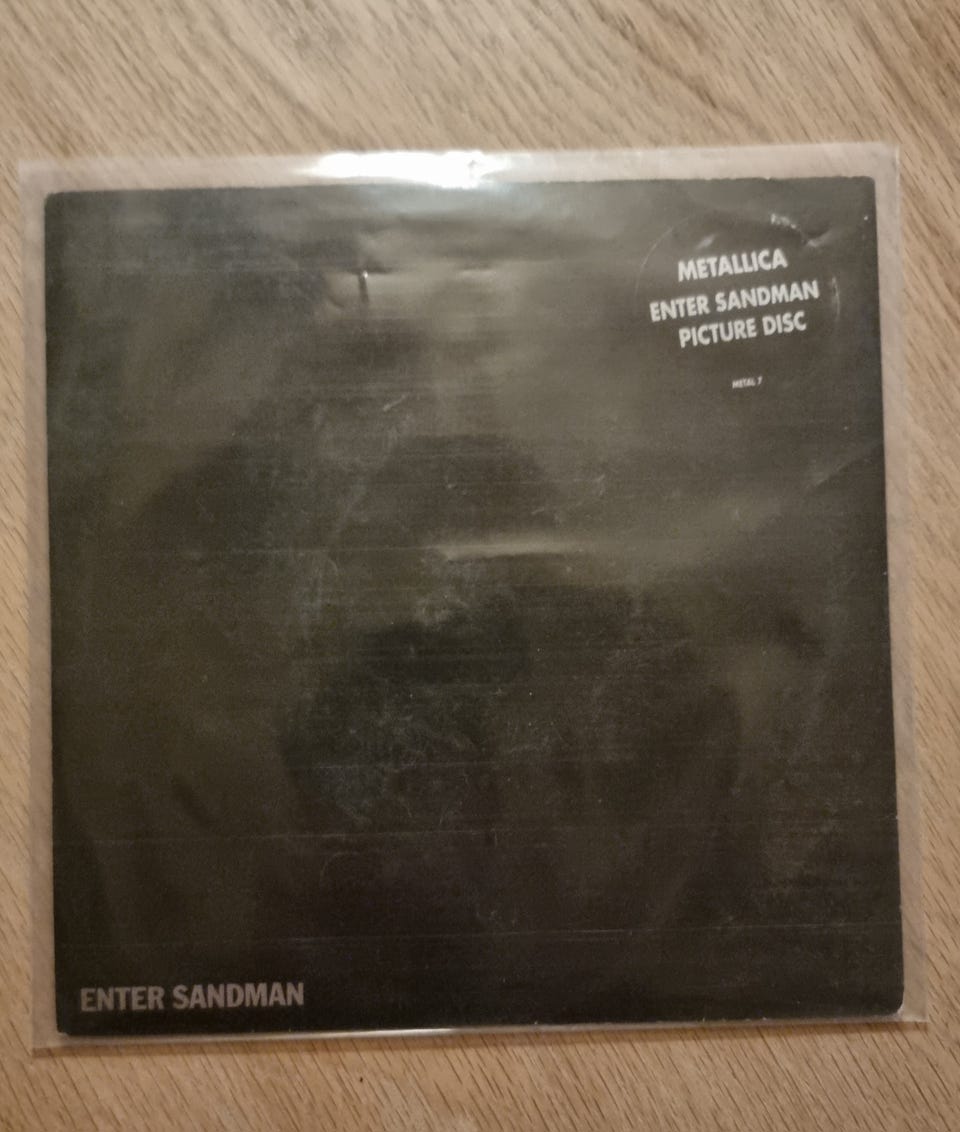 METALLICA
ENTER SANDMAN
PICTURE DISC
METAL 7
ENTER SANDMAN